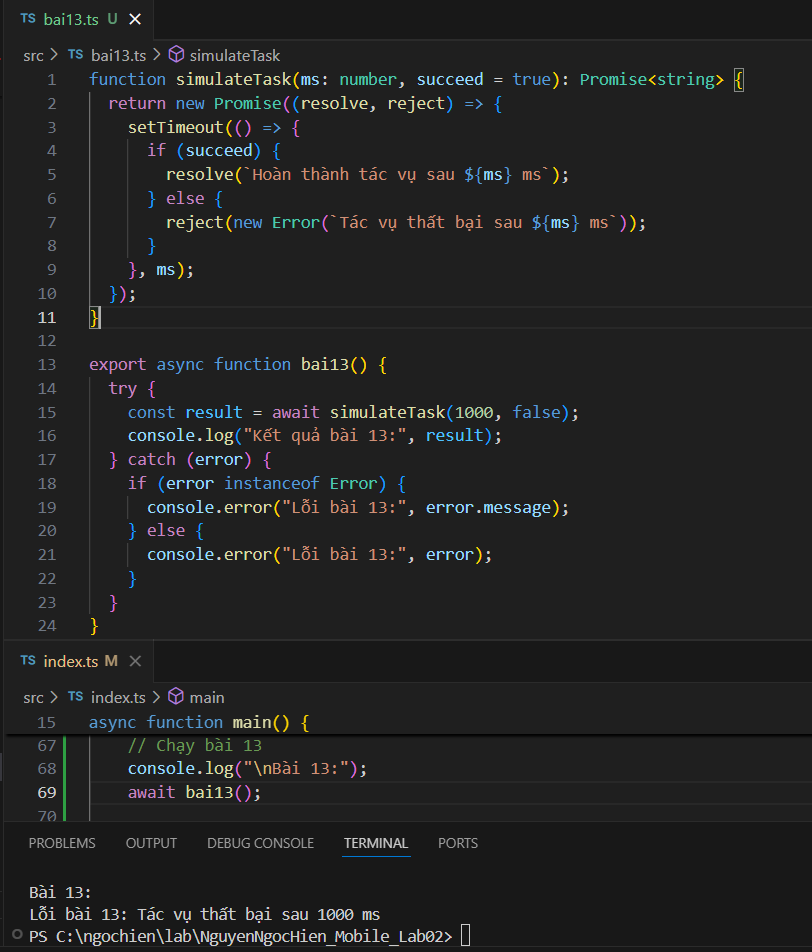 TS bai13.ts U ×
src > TS bai13.ts > simulateTask
1 function simulateTask(ms: number, succeed = true): Promise<string> {
2 return new Promise((resolve, reject) => {
3 setTimeout(() => {
4 if (succeed) {
5 resolve(`Hoàn thành tác vụ sau ${ms} ms`);
6 } else {
7 reject(new Error(`Tác vụ thất bại sau ${ms} ms`));
8 }
9 }, ms);
10 });
11 }
12
13 export async function bai13() {
14 try {
15 const result = await simulateTask(1000, false);
16 console.log("Kết quả bài 13:", result);
17 } catch (error) {
18 if (error instanceof Error) {
19 console.error("Lỗi bài 13:", error.message);
20 } else {
21 console.error("Lỗi bài 13:", error);
22 }
23 }
24 }
TS index.ts M ×
src > TS index.ts > main
15 async function main() {
67 // Chạy bài 13
68 console.log("\nBài 13:");
69 await bai13();
70
PROBLEMS OUTPUT DEBUG CONSOLE TERMINAL PORTS
Bài 13:
Lỗi bài 13: Tác vụ thất bại sau 1000 ms
PS C:\ngochien\lab\NguyenNgocHien_Mobile_Lab02>